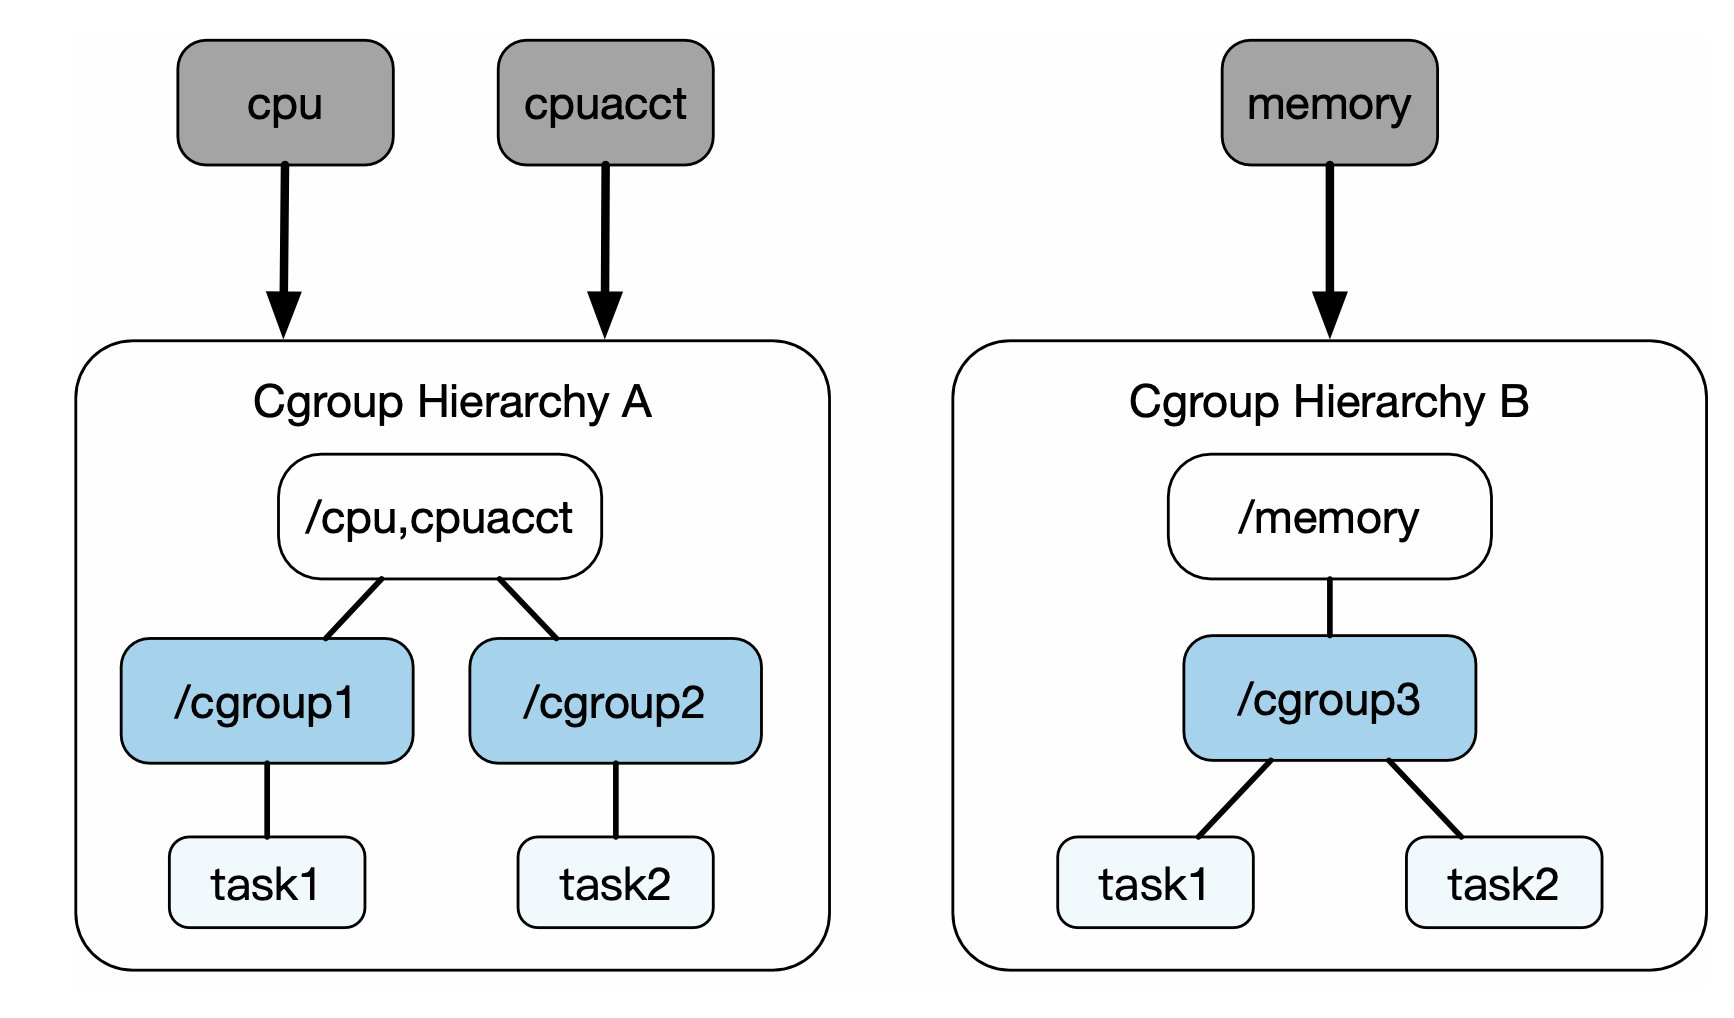 cpu
cpuacct
memory
Cgroup Hierarchy A
/cpu,cpuacct
/cgroup1
/cgroup2
task1
task2
Cgroup Hierarchy B
/memory
/cgroup3
task1
task2